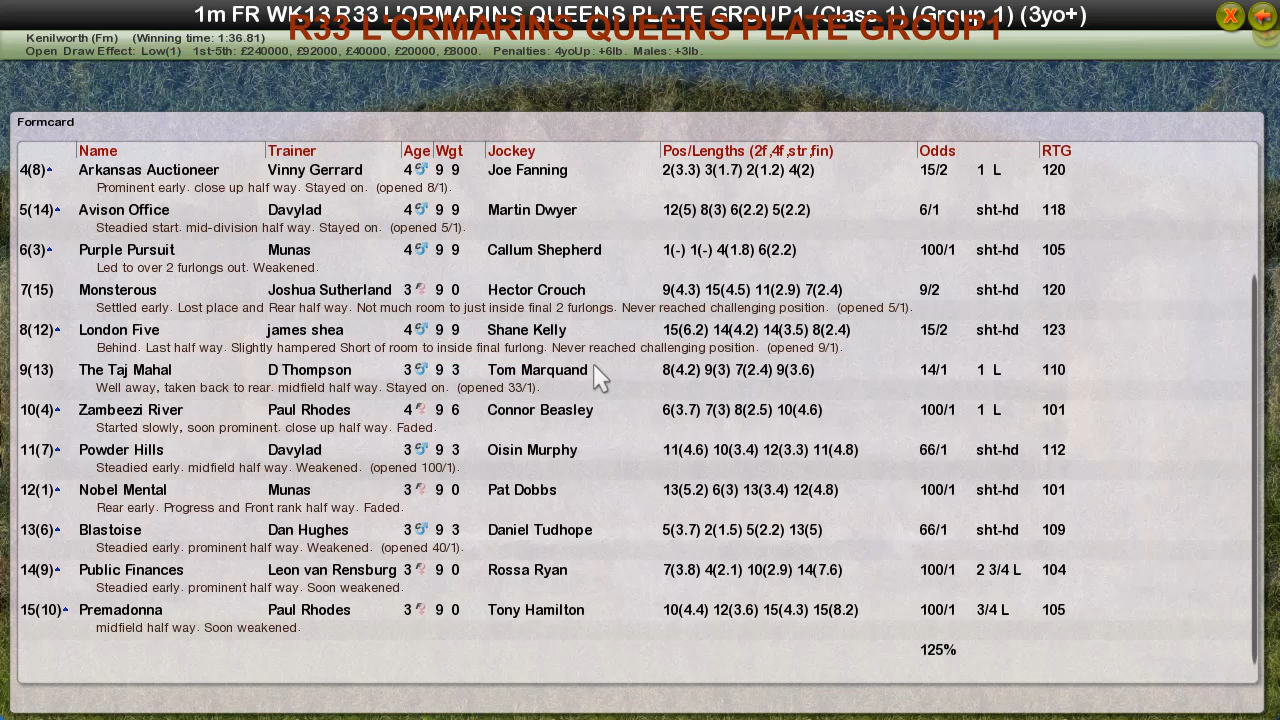 1m FR WK13 R33 L'ORMARINS QUEENS PLATE GROUP1 (Class 1) (Group 1) (3yo+)
R33 L'ORMARINS QUEENS PLATE GROUP1
Kenilworth (Fm) (Winning time: 1:36.81)
Open Draw Effect: Low(1) 1st-5th: £240000, £92000, £40000, £20000, £8000. Penalties: 4yoUp: +6lb. Males: +3lb.
Formcard
Name Trainer Age Wgt Jockey Pos/Lengths (2f,4f,str,fin) Odds RTG
4(8) Arkansas Auctioneer Vinny Gerrard 4 9 9 Joe Fanning 2(3.3) 3(1.7) 2(1.2) 4(2) 15/2 1 L 120
Prominent early. close up half way. Stayed on. (opened 8/1).
5(14) Avison Office Davylad 4 9 9 Martin Dwyer 12(5) 8(3) 6(2.2) 5(2.2) 6/1 sht-hd 118
Steadied start. mid-division half way. Stayed on. (opened 5/1).
6(3) Purple Pursuit Munas 4 9 9 Callum Shepherd 1(-) 1(-) 4(1.8) 6(2.2) 100/1 sht-hd 105
Led to over 2 furlongs out. Weakened.
7(15) Monsterous Joshua Sutherland 3 9 0 Hector Crouch 9(4.3) 15(4.5) 11(2.9) 7(2.4) 9/2 sht-hd 120
Settled early. Lost place and Rear half way. Not much room to just inside final 2 furlongs. Never reached challenging position. (opened 5/1).
8(12) London Five james shea 4 9 9 Shane Kelly 15(6.2) 14(4.2) 14(3.5) 8(2.4) 15/2 sht-hd 123
Behind. Last half way. Slightly hampered Short of room to inside final furlong. Never reached challenging position. (opened 9/1).
9(13) The Taj Mahal D Thompson 3 9 3 Tom Marquand 8(4.2) 9(3) 7(2.4) 9(3.6) 14/1 1 L 110
Well away, taken back to rear. midfield half way. Stayed on. (opened 33/1).
10(4) Zambeezi River Paul Rhodes 4 9 6 Connor Beasley 6(3.7) 7(3) 8(2.5) 10(4.6) 100/1 1 L 101
Started slowly, soon prominent. close up half way. Faded.
11(7) Powder Hills Davylad 3 9 3 Oisin Murphy 11(4.6) 10(3.4) 12(3.3) 11(4.8) 66/1 sht-hd 112
Steadied early. midfield half way. Weakened. (opened 100/1).
12(1) Nobel Mental Munas 3 9 0 Pat Dobbs 13(5.2) 6(3) 13(3.4) 12(4.8) 100/1 sht-hd 101
Rear early. Progress and Front rank half way. Faded.
13(6) Blastoise Dan Hughes 3 9 3 Daniel Tudhope 5(3.7) 2(1.5) 5(2.2) 13(5) 66/1 sht-hd 109
Steadied early. prominent half way. Weakened. (opened 40/1).
14(9) Public Finances Leon van Rensburg 3 9 0 Rossa Ryan 7(3.8) 4(2.1) 10(2.9) 14(7.6) 100/1 2 3/4 L 104
Steadied early. prominent half way. Soon weakened.
15(10) Premadonna Paul Rhodes 3 9 0 Tony Hamilton 10(4.4) 12(3.6) 15(4.3) 15(8.2) 100/1 3/4 L 105
midfield half way. Soon weakened.
125%